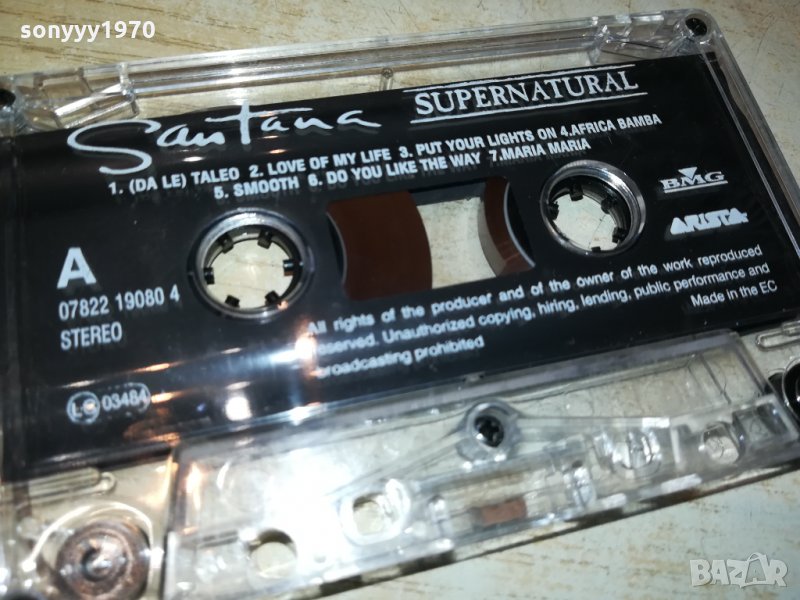 sonyyy1970
Santana SUPERNATURAL
1. (DA LE) TALEO 2. LOVE OF MY LIFE 3. PUT YOUR LIGHTS ON 4.AFRICA BAMBA
5. SMOOTH 6. DO YOU LIKE THE WAY 7.MARIA MARIA
BMG
ARISTA
A
07822 19080 4
STEREO
All rights of the producer and of the owner of the work reproduced
reserved. Unauthorized copying, hiring, lending, public performance and
broadcasting prohibited
Made in the EC
LC 03484
BAZAR